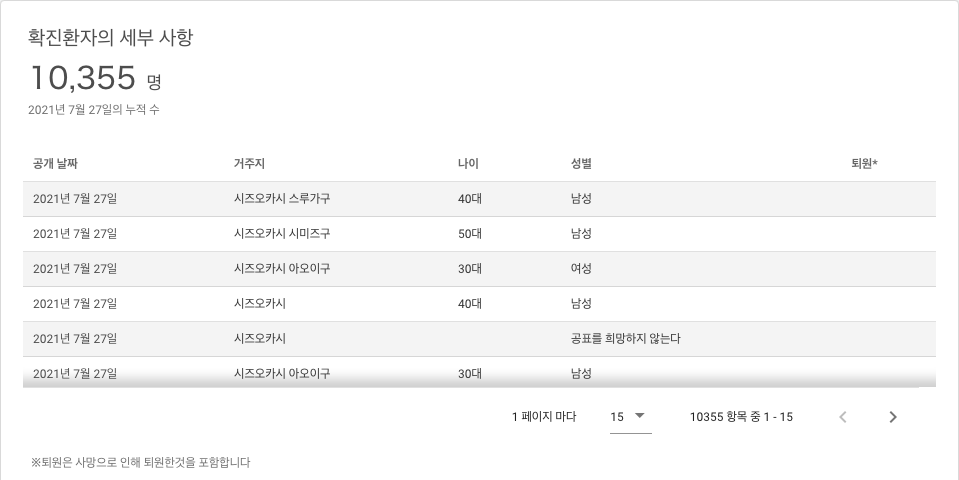 확진환자의 세부 사항
10,355 명
2021년 7월 27일의 누적 수
공개 날짜 거주지 나이 성별 퇴원*
2021년 7월 27일 시즈오카시 스루가구 40대 남성
2021년 7월 27일 시즈오카시 시미즈구 50대 남성
2021년 7월 27일 시즈오카시 아오이구 30대 여성
2021년 7월 27일 시즈오카시 40대 남성
2021년 7월 27일 시즈오카시 공표를 희망하지 않는다
2021년 7월 27일 시즈오카시 아오이구 30대 남성
1 페이지 마다 15 10355 항목 중 1 - 15
※퇴원은 사망으로 인해 퇴원한것을 포함합니다